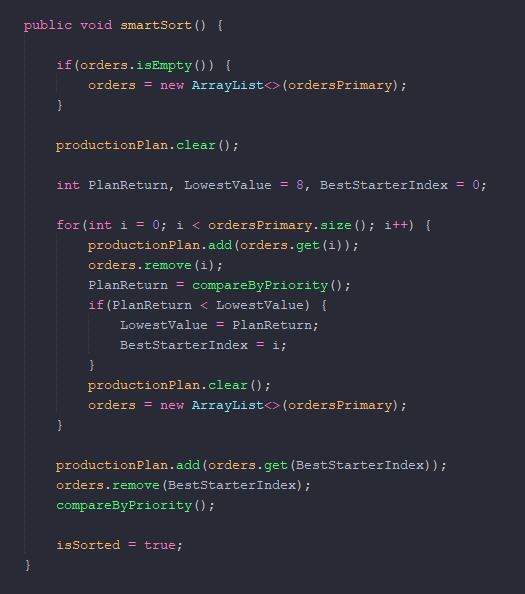 public void smartSort() {
if(orders.isEmpty()) {
orders = new ArrayList<>(ordersPrimary);
}
productionPlan.clear();
int PlanReturn, LowestValue = 8, BestStarterIndex = 0;
for(int i = 0; i < ordersPrimary.size(); i++) {
productionPlan.add(orders.get(i));
orders.remove(i);
PlanReturn = compareByPriority();
if(PlanReturn < LowestValue) {
LowestValue = PlanReturn;
BestStarterIndex = i;
}
productionPlan.clear();
orders = new ArrayList<>(ordersPrimary);
}
productionPlan.add(orders.get(BestStarterIndex));
orders.remove(BestStarterIndex);
compareByPriority();
isSorted = true;
}